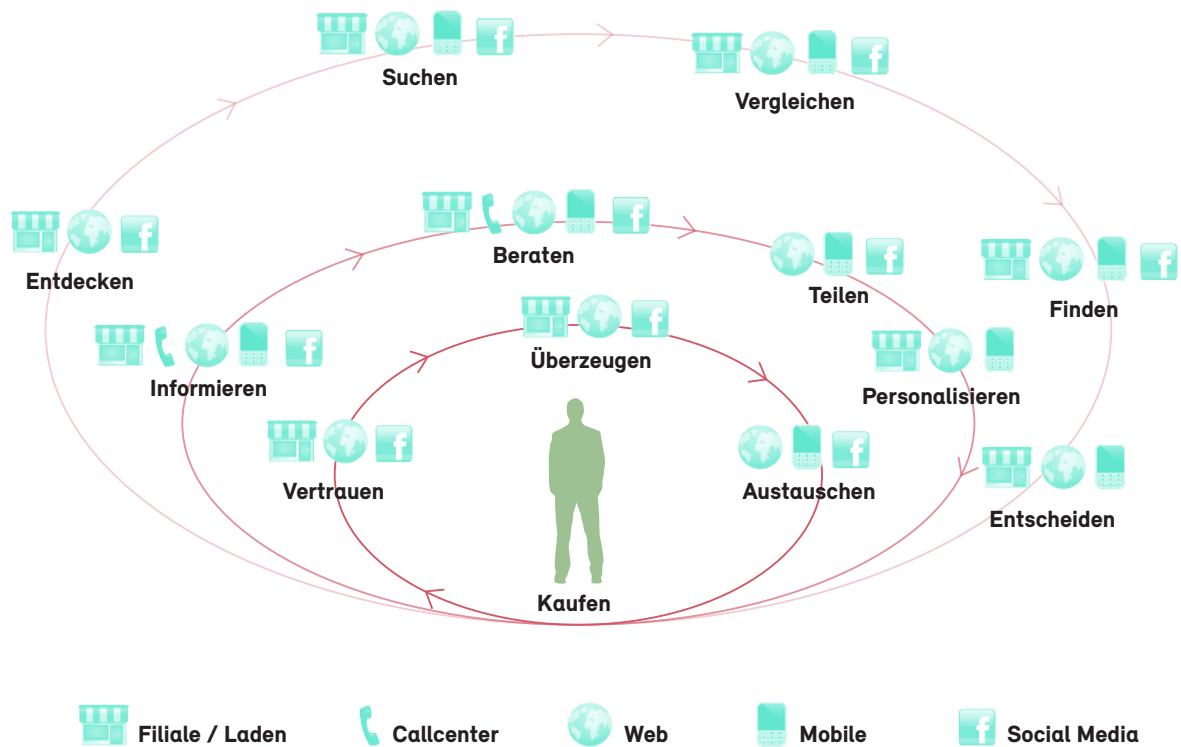 Suchen
Vergleichen
Entdecken
Beraten
Teilen
Finden
Informieren
Überzeugen
Personalisieren
Vertrauen
Austauschen
Entscheiden
Kaufen
Filiale / Laden
Callcenter
Web
Mobile
Social Media